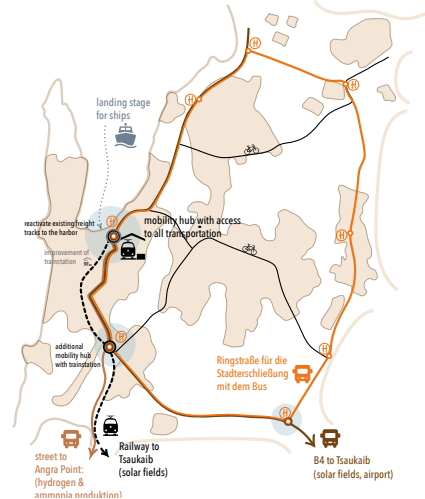 H
H
H
landing stage
for ships
reactivate existing freight
tracks to the harbor
H
mobility hub with access
to all transportation
improvement of
trainstation
H
additional
mobility hub
with trainstation
H
H
Ringstraße für die
Stadterschließung
mit dem Bus
H
street to
Angra Point:
(hydrogen &
ammonia produktion)
Railway to
Tsaukaib
(solar fields)
B4 to Tsaukaib
(solar fields, airport)